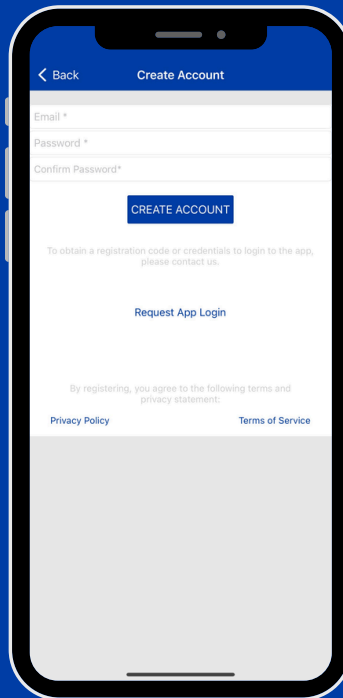 Back
Create Account
Email *
Password *
Confirm Password*
CREATE ACCOUNT
To obtain a registration code or credentials to login to the app,
please contact us.
Request App Login
By registering, you agree to the following terms and
privacy statement:
Privacy Policy
Terms of Service